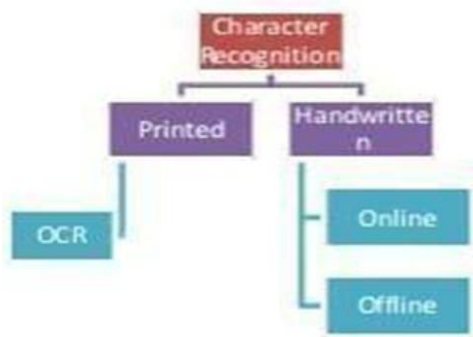 Character
Recognition
Printed
Handwritte
n
OCR
Online
Offline